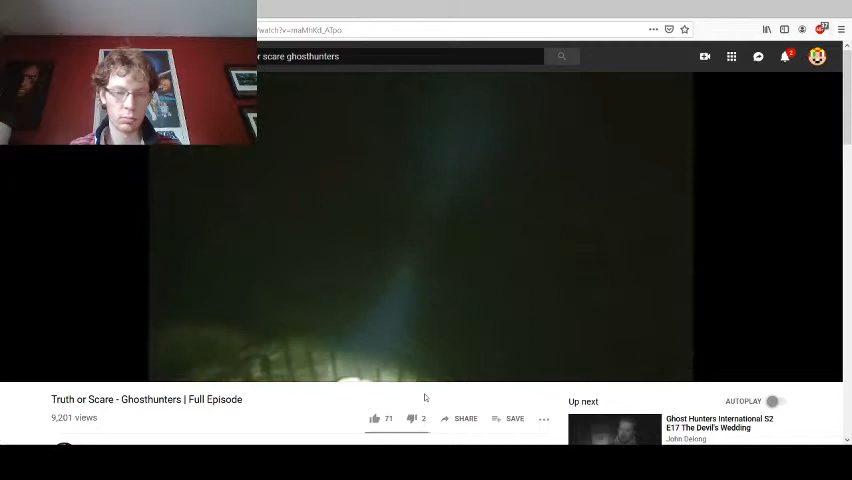 /watch?v=maMhKd_ATpo
r scare ghosthunters
2
Truth or Scare - Ghosthunters | Full Episode
9,201 views
71
2
SHARE
SAVE
Up next
AUTOPLAY
Ghost Hunters International S2
E17 The Devil's Wedding
John Delong